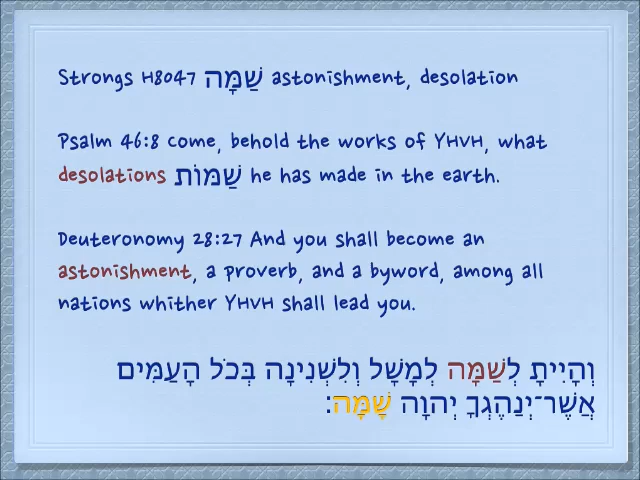 Strongs H8047 שַׁמָּה astonishment, desolation
Psalm 46:8 come, behold the works of YHVH, what
desolations שַׁמּוֹת he has made in the earth.
Deuteronomy 28:27 And you shall become an
astonishment, a proverb, and a byword, among all
nations whither YHVH shall lead you.
וְהָיִיתָ לְשַׁמָּה לְמָשָׁל וְלִשְׁנִינָה בְּכֹל הָעַמִּים
אֲשֶׁר־יְנַהֶגְךָ יְהוָה שָׁמָּה׃